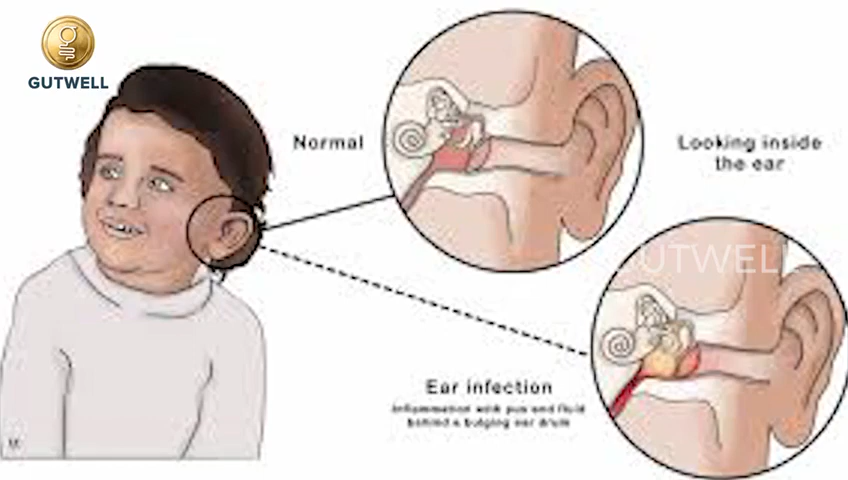 GUTWELL
Normal
Looking inside
the ear
GUTWELL
Ear infection
Inflammation with pus and fluid
behind a bulging ear drum